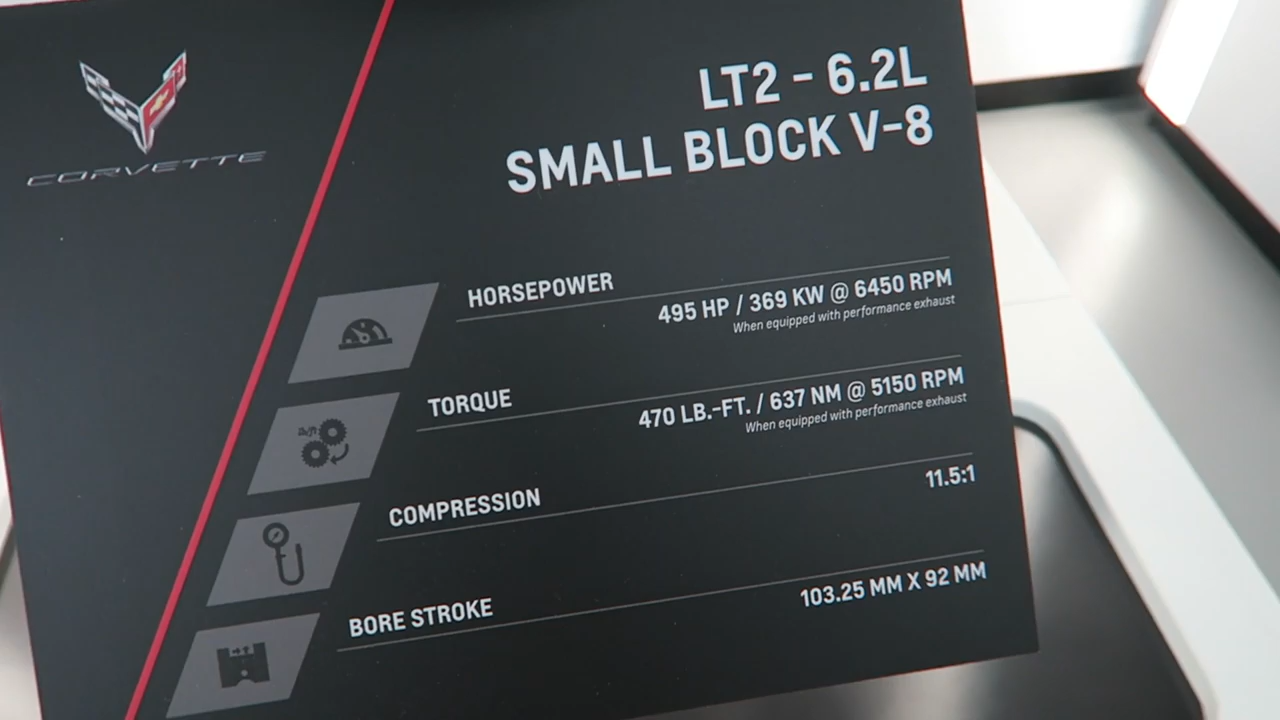 CORVETTE
LT2 - 6.2L
SMALL BLOCK V-8
HORSEPOWER
495 HP / 369 KW @ 6450 RPM
When equipped with performance exhaust
TORQUE
470 LB.-FT. / 637 NM @ 5150 RPM
When equipped with performance exhaust
COMPRESSION
11.5:1
BORE STROKE
103.25 MM X 92 MM